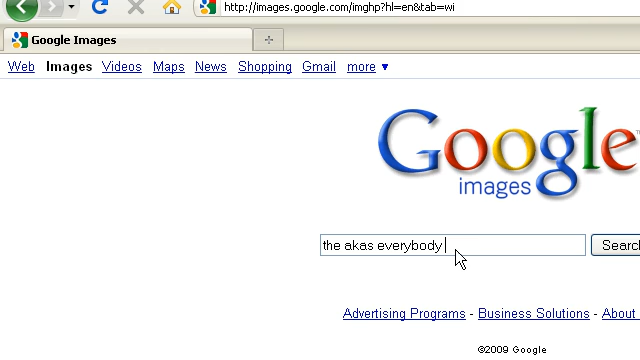 http://images.google.com/imghp?hl=en&tab=wi
Google Images
Web Images Videos Maps News Shopping Gmail more ▼
Google
images
the akas everybody
Search
Advertising Programs - Business Solutions - About
©2009 Google